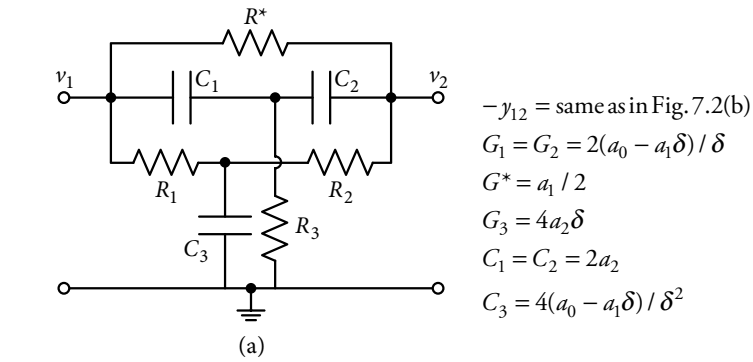 R*
v₁
C₁
C₂
v₂
R₁
R₂
C₃
R₃
(a)
−y₁₂ = same as in Fig. 7.2(b)
G₁ = G₂ = 2(a₀ − a₁δ) / δ
G* = a₁ / 2
G₃ = 4a₂δ
C₁ = C₂ = 2a₂
C₃ = 4(a₀ − a₁δ) / δ²